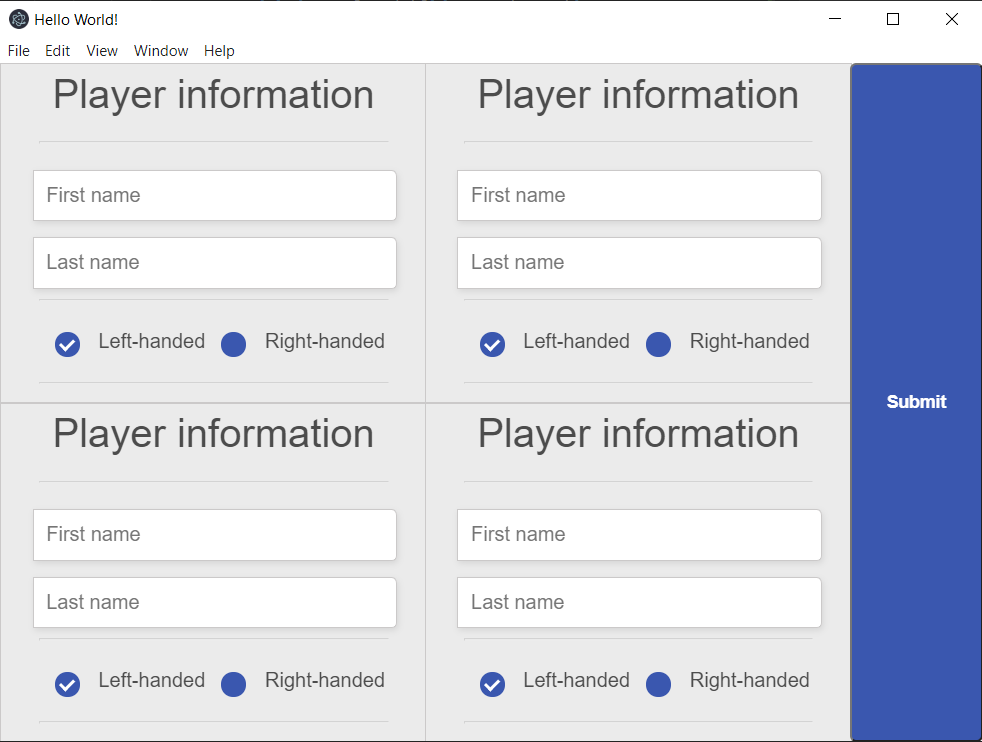 Hello World!
File Edit View Window Help
Player information
First name
Last name
Left-handed Right-handed
Player information
First name
Last name
Left-handed Right-handed
Player information
First name
Last name
Left-handed Right-handed
Player information
First name
Last name
Left-handed Right-handed
Submit